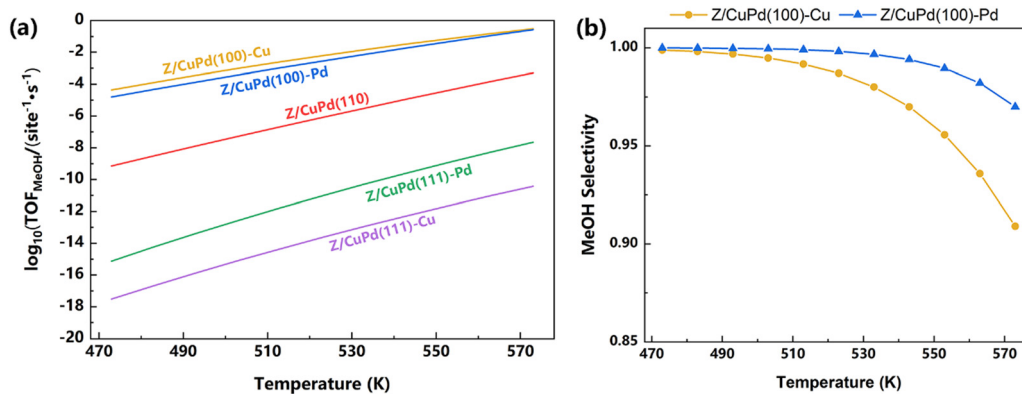 (a)
0
-2
-4
-6
-8
-10
-12
-14
-16
-18
-20
log10(TOFMeOH/(site-1•s-1)
Z/CuPd(100)-Cu
Z/CuPd(100)-Pd
Z/CuPd(110)
Z/CuPd(111)-Pd
Z/CuPd(111)-Cu
470 490 510 530 550 570
Temperature (K)
(b)
Z/CuPd(100)-Cu Z/CuPd(100)-Pd
1.00
0.95
0.90
0.85
MeOH Selectivity
470 490 510 530 550 570
Temperature (K)